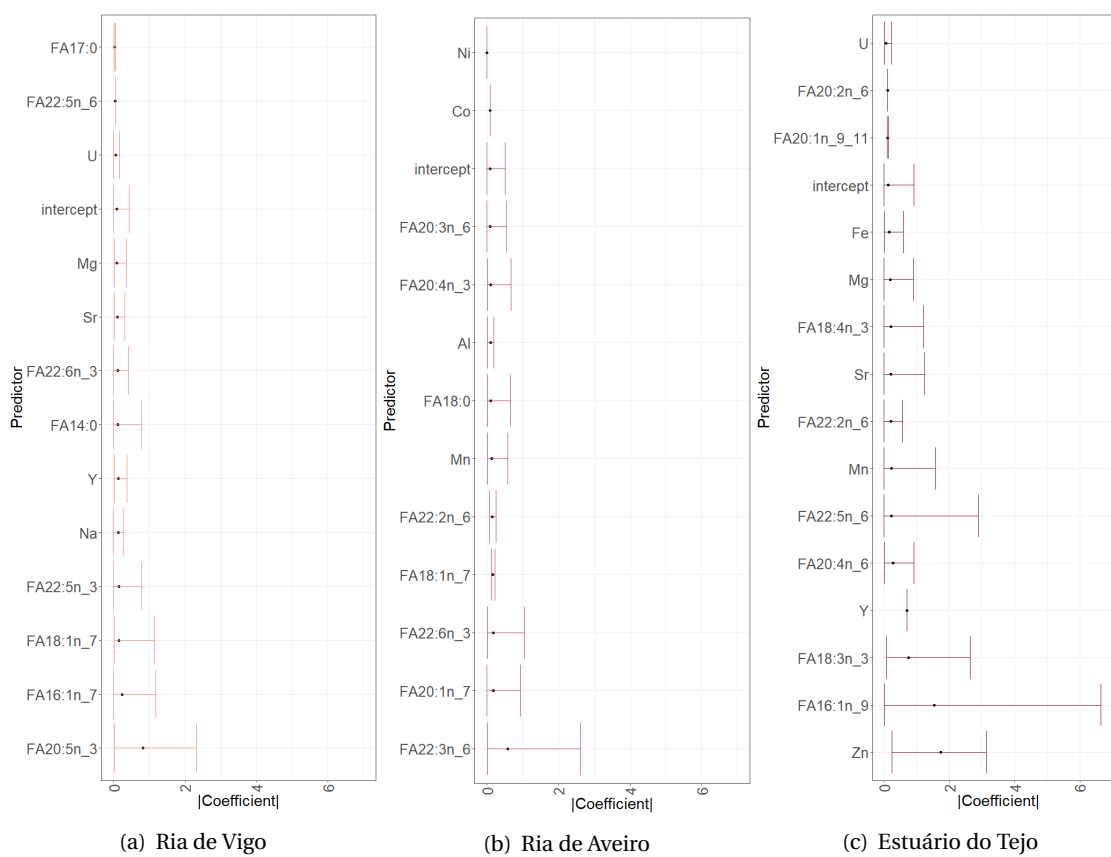 FA17:0
FA22:5n_6
U
intercept
Mg
Sr
FA22:6n_3
FA14:0
Y
Na
FA22:5n_3
FA18:1n_7
FA16:1n_7
FA20:5n_3
Predictor
0
2
4
6
|Coefficient|
(a) Ria de Vigo
Ni
Co
intercept
FA20:3n_6
FA20:4n_3
Al
FA18:0
Mn
FA22:2n_6
FA18:1n_7
FA22:6n_3
FA20:1n_7
FA22:3n_6
Predictor
0
2
4
6
|Coefficient|
(b) Ria de Aveiro
U
FA20:2n_6
FA20:1n_9_11
intercept
Fe
Mg
FA18:4n_3
Sr
FA22:2n_6
Mn
FA22:5n_6
FA20:4n_6
Y
FA18:3n_3
FA16:1n_9
Zn
Predictor
0
2
4
6
|Coefficient|
(c) Estuário do Tejo